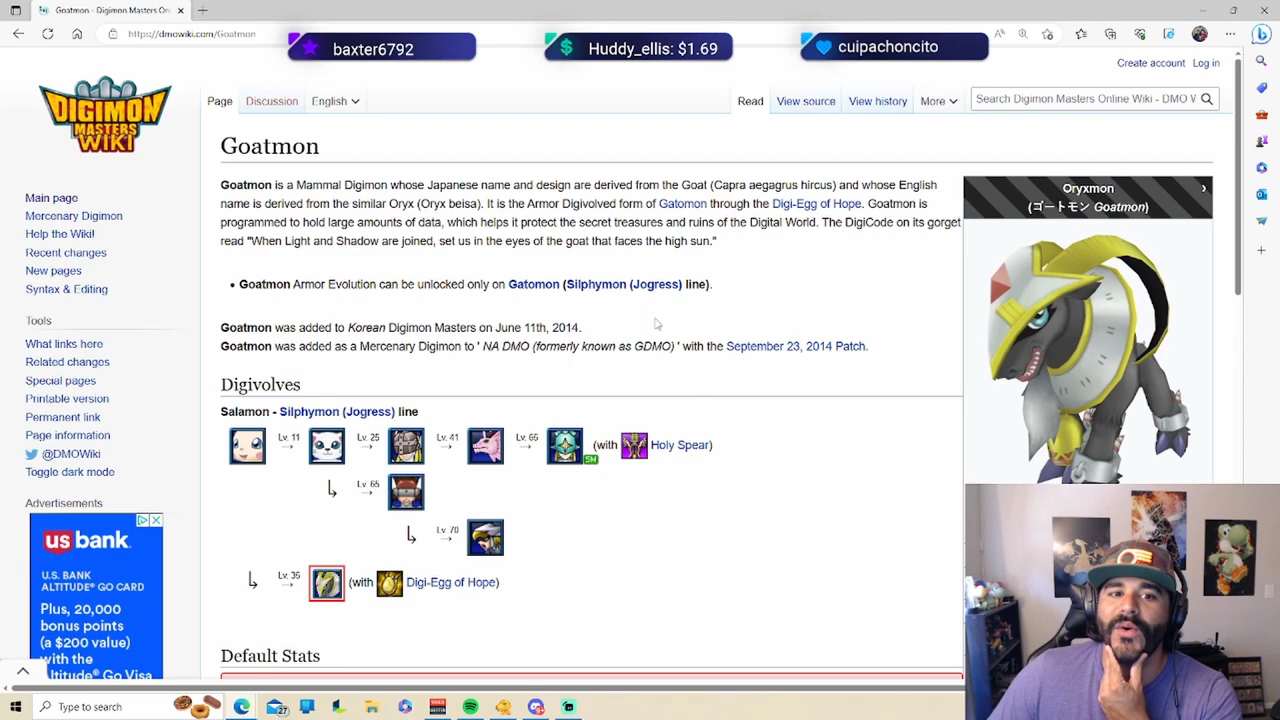 Goatmon - Digimon Masters On
https://dmowiki.com/Goatmon
baxter6792
Huddy_ellis: $1.69
cuipachoncito
Create account Log in
DIGIMON
MASTERS
WIKI
Page Discussion English Read View source View history More Search Digimon Masters Online Wiki - DMO W
Goatmon
Goatmon is a Mammal Digimon whose Japanese name and design are derived from the Goat (Capra aegagrus hircus) and whose English
name is derived from the similar Oryx (Oryx beisa). It is the Armor Digivolved form of Gatomon through the Digi-Egg of Hope. Goatmon is
programmed to hold large amounts of data, which helps it protect the secret treasures and ruins of the Digital World. The DigiCode on its gorget
read "When Light and Shadow are joined, set us in the eyes of the goat that faces the high sun."
• Goatmon Armor Evolution can be unlocked only on Gatomon (Silphymon (Jogress) line).
Goatmon was added to Korean Digimon Masters on June 11th, 2014.
Goatmon was added as a Mercenary Digimon to ' NA DMO (formerly known as GDMO) ' with the September 23, 2014 Patch.
Oryxmon
(ゴートモン Goatmon)
Main page
Mercenary Digimon
Help the Wiki!
Recent changes
New pages
Syntax & Editing
Tools
What links here
Related changes
Special pages
Printable version
Permanent link
Page information
@DMOWiki
Toggle dark mode
Advertisements
usbank.
U.S. BANK
ALTITUDE® GO CARD
Plus, 20,000
bonus points
(a $200 value)
with the
Altitude® Go Visa
Digivolves
Salamon - Silphymon (Jogress) line
Lv. 11 → Lv. 25 → Lv. 41 → Lv. 65 → SM (with Holy Spear)
↳ Lv. 65 →
↳ Lv. 70 →
↳ Lv. 35 → (with Digi-Egg of Hope)
Default Stats
Type here to search
27